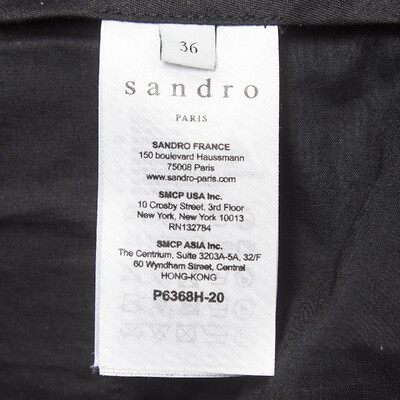 36
sandro
PARIS
SANDRO FRANCE
150 boulevard Haussmann
75008 Paris
www.sandro-paris.com
SMCP USA Inc.
10 Crosby Street, 3rd Floor
New York, New York 10013
RN132784
SMCP ASIA Inc.
The Centrium, Suite 3203A-5A, 32/F
60 Wyndham Street, Central
HONG-KONG
P6368H-20